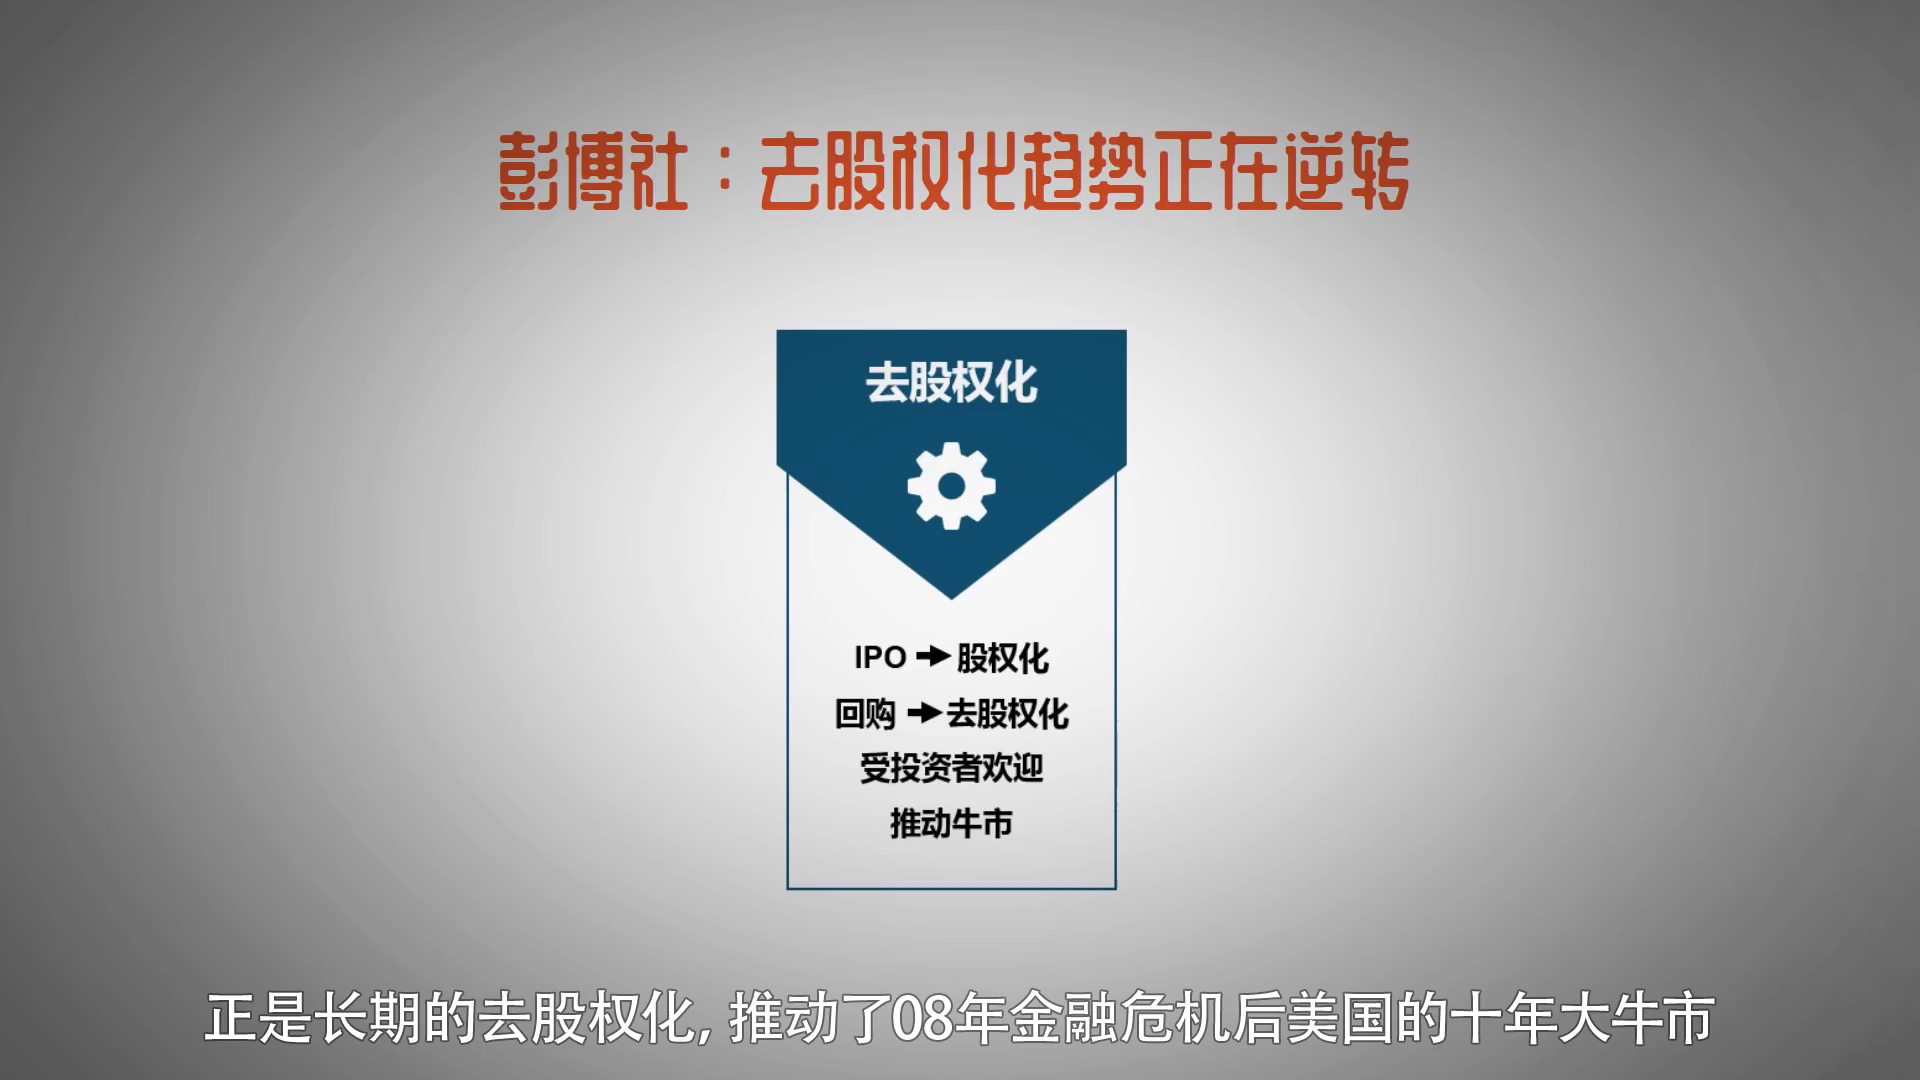 彭博社：去股权化趋势正在逆转
去股权化
IPO➡股权化
回购➡去股权化
受投资者欢迎
推动牛市
正是长期的去股权化, 推动了08年金融危机后美国的十年大牛市